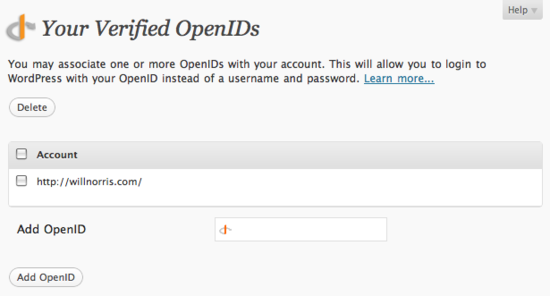 Help
Your Verified OpenIDs
You may associate one or more OpenIDs with your account. This will allow you to login to
WordPress with your OpenID instead of a username and password. Learn more...
Delete
Account
http://willnorris.com/
Add OpenID
Add OpenID